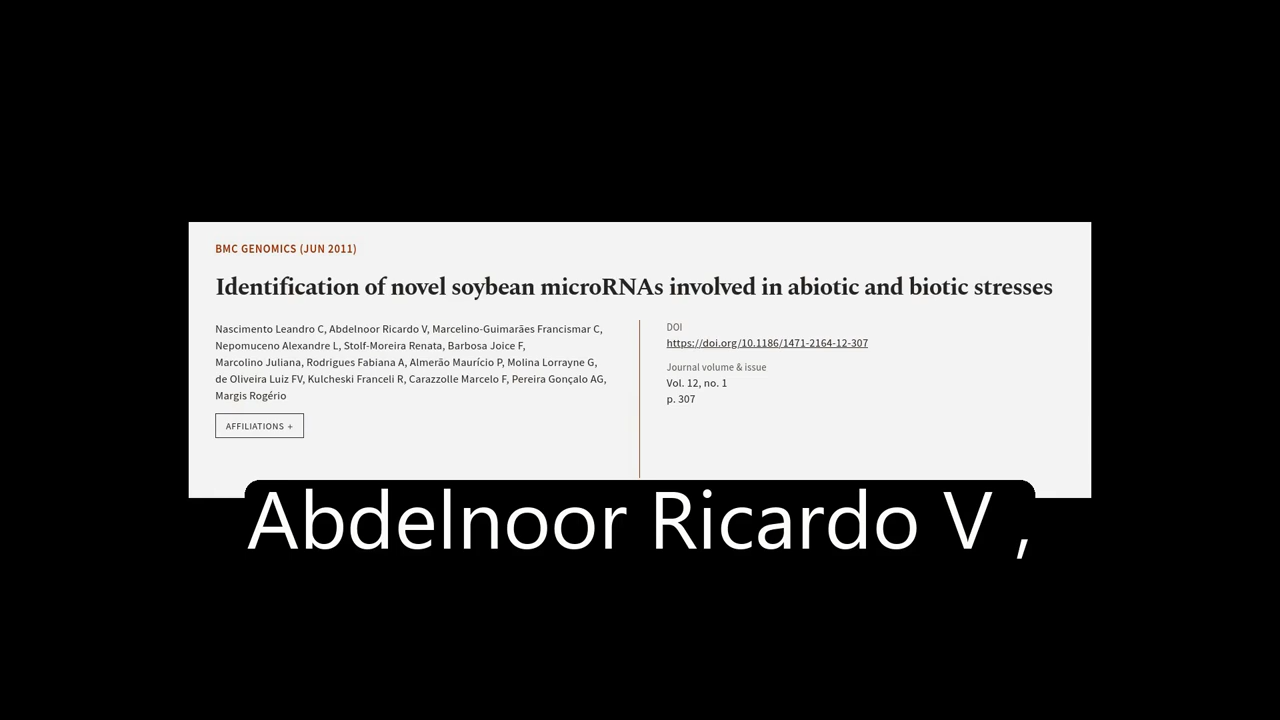 BMC GENOMICS (JUN 2011)
Identification of novel soybean microRNAs involved in abiotic and biotic stresses
Nascimento Leandro C, Abdelnoor Ricardo V, Marcelino-Guimarães Francismar C,
Nepomuceno Alexandre L, Stolf-Moreira Renata, Barbosa Joice F,
Marcolino Juliana, Rodrigues Fabiana A, Almerão Maurício P, Molina Lorrayne G,
de Oliveira Luiz FV, Kulcheski Franceli R, Carazzolle Marcelo F, Pereira Gonçalo AG,
Margis Rogério
AFFILIATIONS +
DOI
https://doi.org/10.1186/1471-2164-12-307
Journal volume & issue
Vol. 12, no. 1
p. 307
Abdelnoor Ricardo V ,